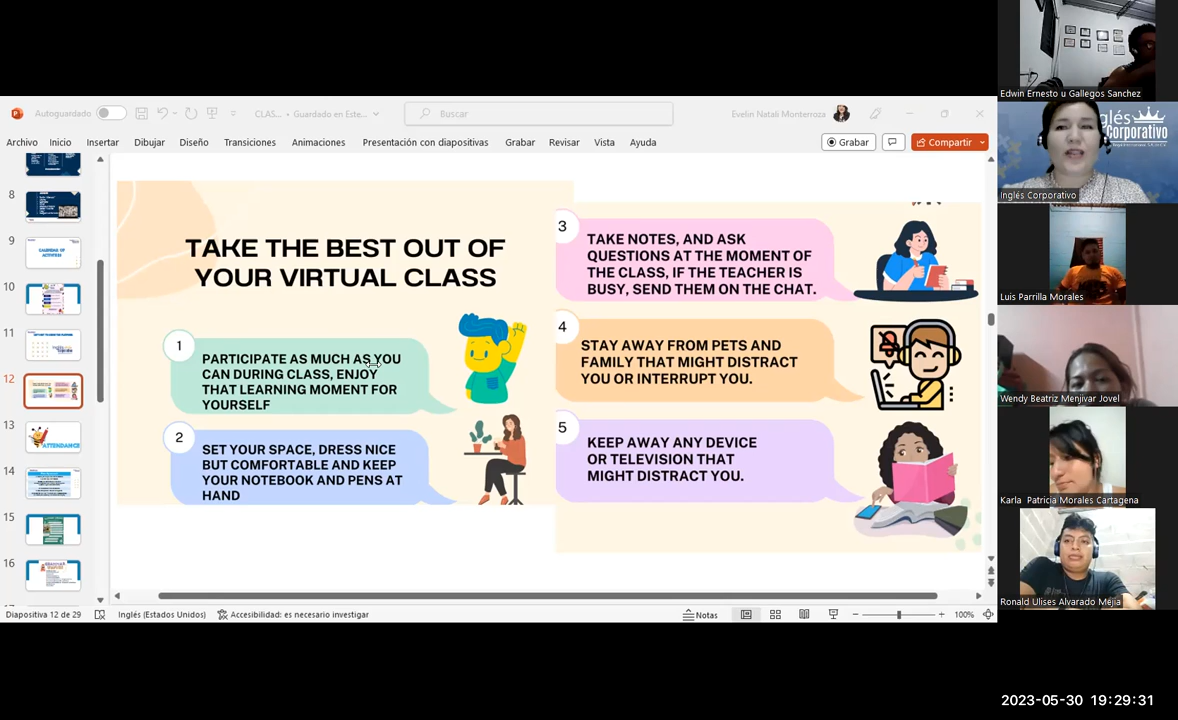 Autoguardado
CLAS... • Guardado en Este...
Buscar
Evelin Natali Monterroza
Archivo Inicio Insertar Dibujar Diseño Transiciones Animaciones Presentación con diapositivas Grabar Revisar Vista Ayuda
Grabar
Compartir
8
9
CALENDAR OF
ACTIVITIES
10
11
12
13
ATTENDANCE
14
15
16
TAKE THE BEST OUT OF
YOUR VIRTUAL CLASS
1
PARTICIPATE AS MUCH AS YOU
CAN DURING CLASS, ENJOY
THAT LEARNING MOMENT FOR
YOURSELF
2
SET YOUR SPACE, DRESS NICE
BUT COMFORTABLE AND KEEP
YOUR NOTEBOOK AND PENS AT
HAND
3
TAKE NOTES, AND ASK
QUESTIONS AT THE MOMENT OF
THE CLASS, IF THE TEACHER IS
BUSY, SEND THEM ON THE CHAT.
4
STAY AWAY FROM PETS AND
FAMILY THAT MIGHT DISTRACT
YOU OR INTERRUPT YOU.
5
KEEP AWAY ANY DEVICE
OR TELEVISION THAT
MIGHT DISTRACT YOU.
Diapositiva 12 de 29
Inglés (Estados Unidos)
Accesibilidad: es necesario investigar
Notas
100%
Edwin Ernesto u Gallegos Sanchez
glés
Corporativo
Inglés Corporativo
Luis Parrilla Morales
Wendy Beatriz Menjivar Jovel
Karla Patricia Morales Cartagena
Ronald Ulises Alvarado Mejia
2023-05-30 19:29:31